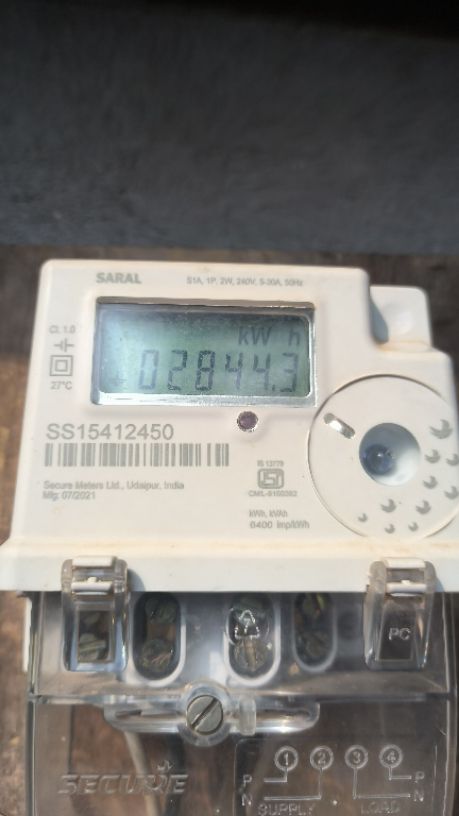 SARAL
S1A, 1P, 2W, 240V, 5-30A, 50Hz
CL 1.0
27°C
kW h
02844.3
SS15412450
Secure Meters Ltd., Udaipur, India
Mfg: 07/2021
IS 13779
kWh, kVAh
6400 imp/kWh
PC
SECURE
1 2 3 4
P P
N N
SUPPLY LOAD